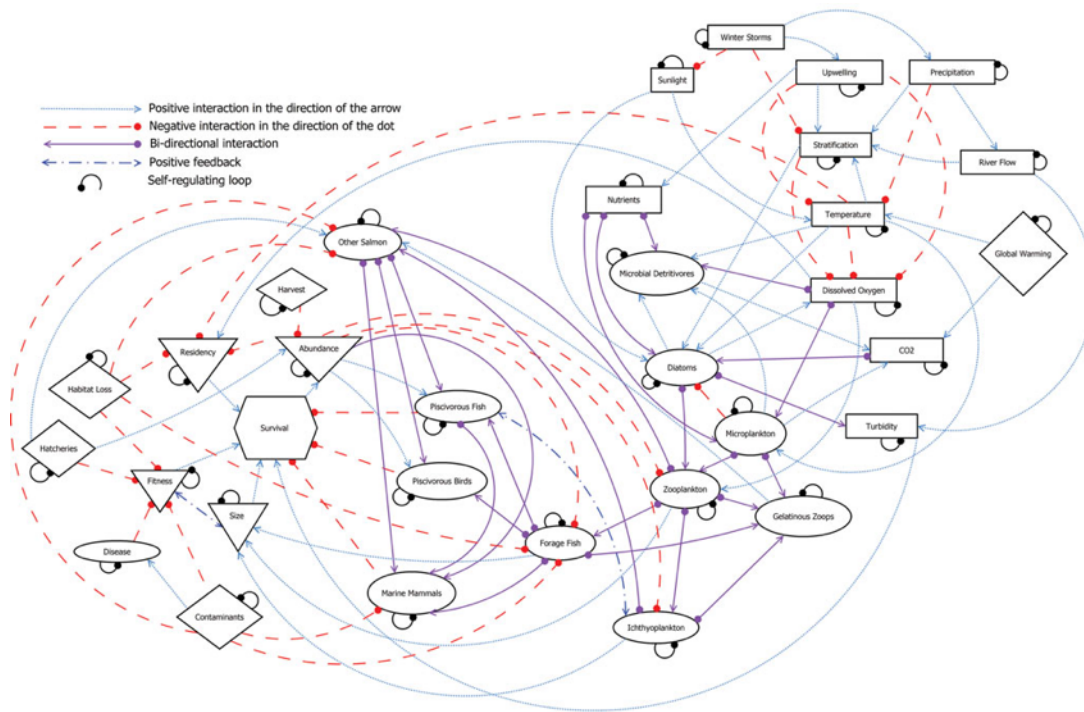 Winter Storms
Sunlight
Upwelling
Precipitation
Positive interaction in the direction of the arrow
Negative interaction in the direction of the dot
Bi-directional interaction
Positive feedback
Self-regulating loop
Stratification
River Flow
Nutrients
Temperature
Other Salmon
Microbial Detritivores
Global Warming
Harvest
Dissolved Oxygen
Residency
Abundance
CO2
Habitat Loss
Diatoms
Piscivorous Fish
Survival
Turbidity
Microplankton
Hatcheries
Fitness
Piscivorous Birds
Zooplankton
Size
Gelatinous Zoops
Disease
Forage Fish
Marine Mammals
Contaminants
Ichthyoplankton